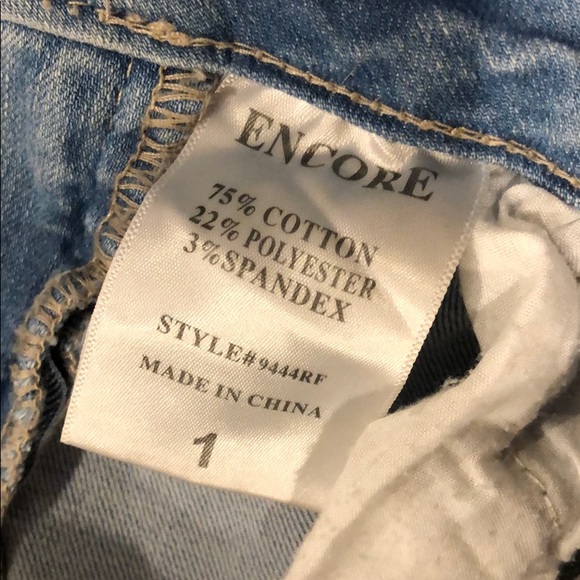 ENCORE
75% COTTON
22% POLYESTER
3%SPANDEX
STYLE#9444RF
MADE IN CHINA
1